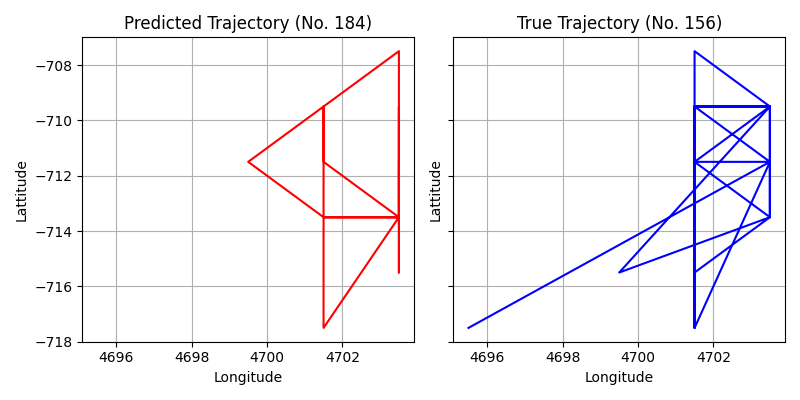 Predicted Trajectory (No. 184)
True Trajectory (No. 156)
−708
−710
−712
−714
−716
−718
Lattitude
Lattitude
4696
4698
4700
4702
4696
4698
4700
4702
Longitude
Longitude